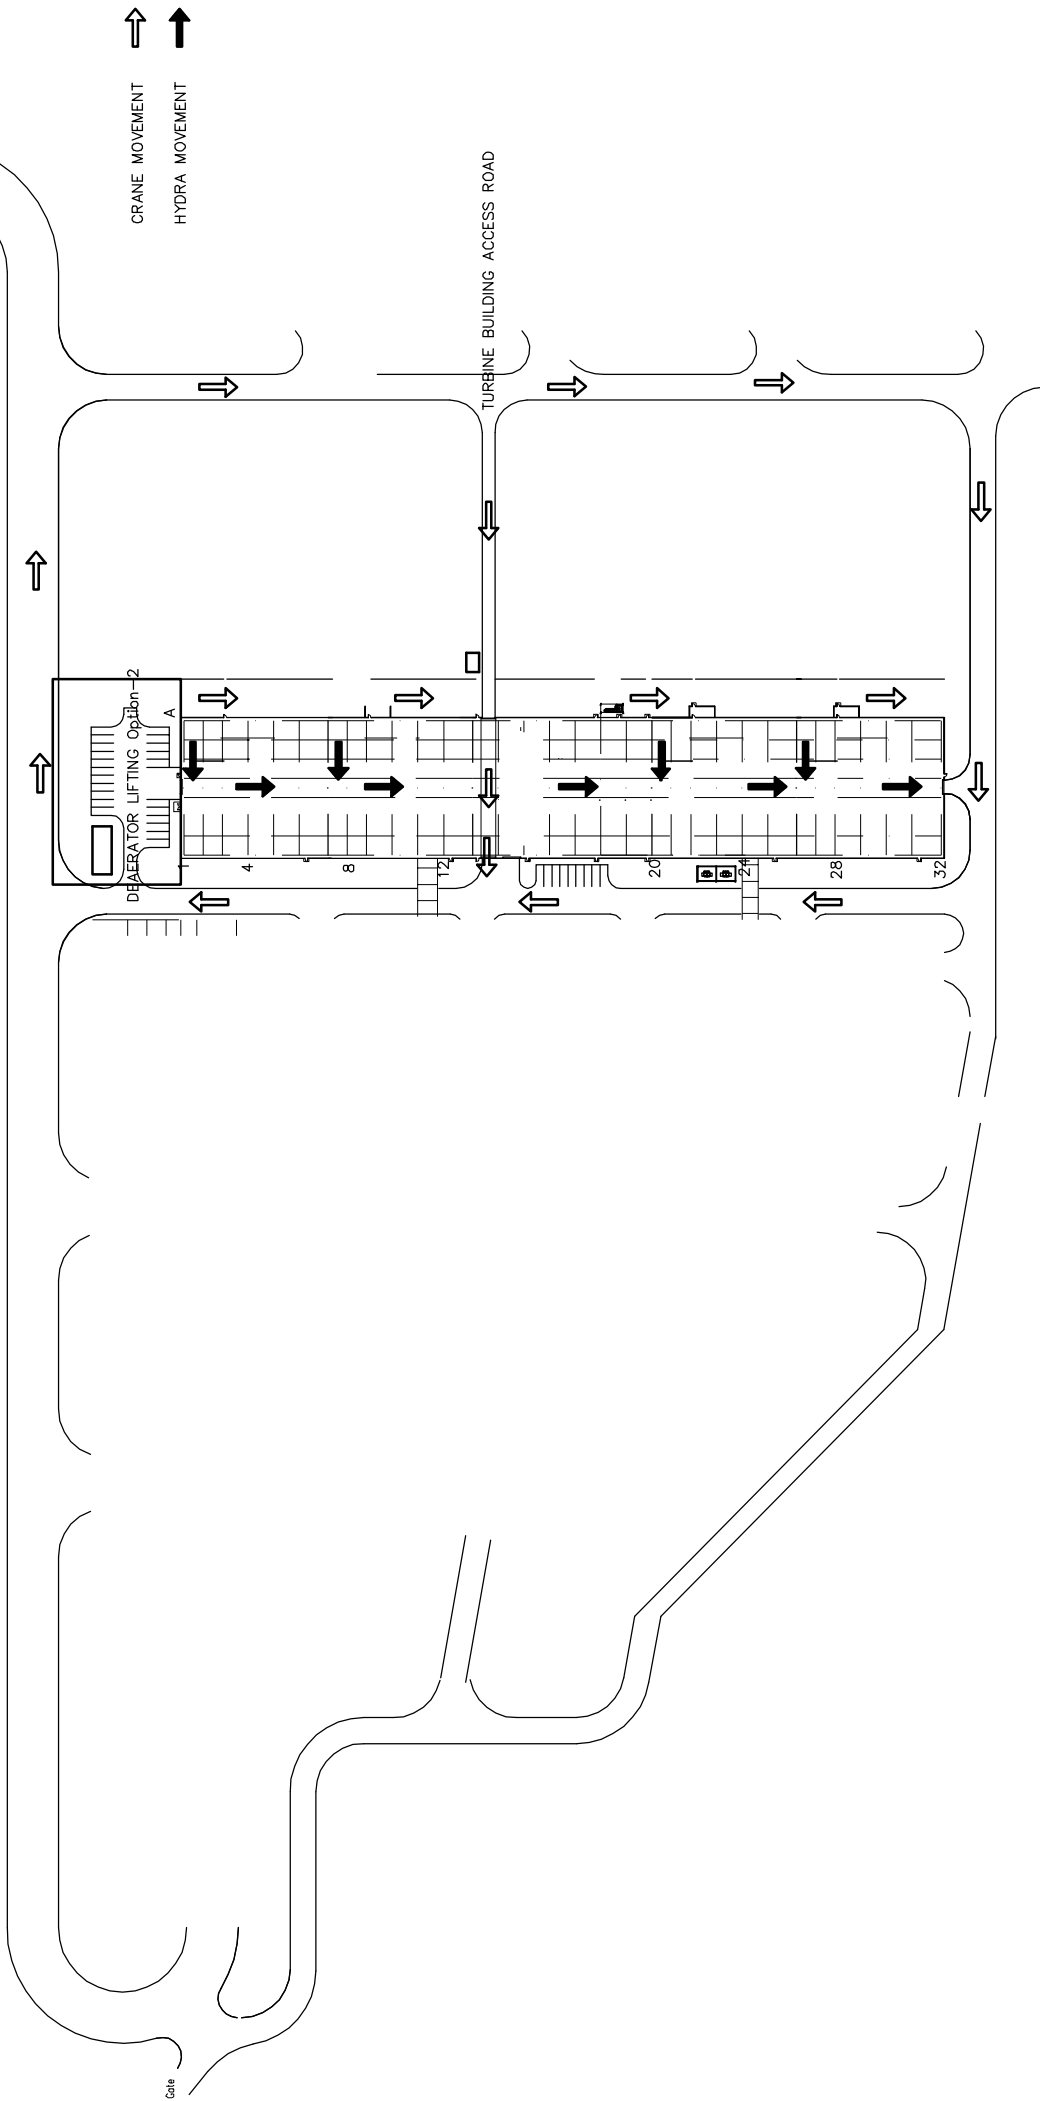 CRANE MOVEMENT
HYDRA MOVEMENT
TURBINE BUILDING ACCESS ROAD
DEAERATOR LIFTING Option-2
A
1
4
8
12
20
24
28
32
Gate